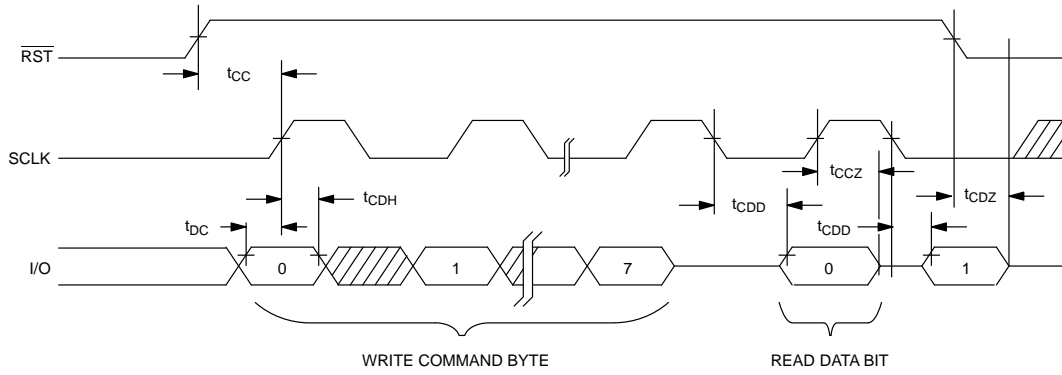 RST
tCC
SCLK
tCCZ
tCDH
tCDD
tCDZ
tDC
tCDD
I/O
0
1
7
0
1
WRITE COMMAND BYTE
READ DATA BIT